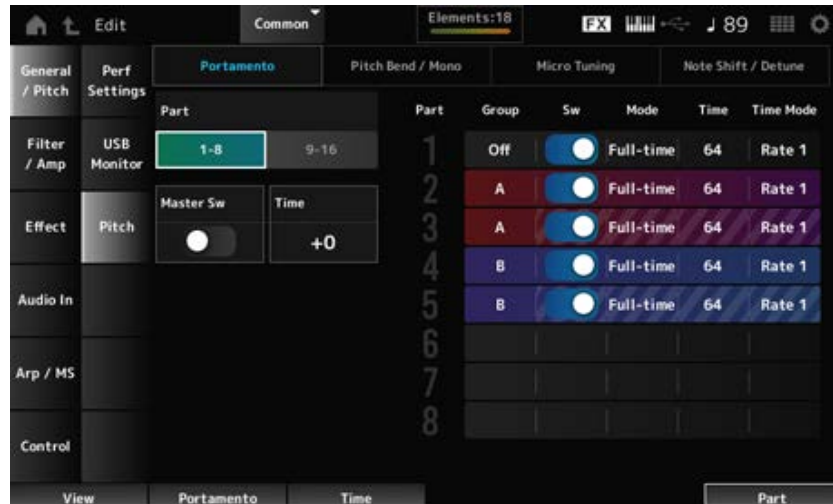 Edit
Common
Elements:18
FX
♩ 89
General / Pitch
Perf Settings
Portamento
Pitch Bend / Mono
Micro Tuning
Note Shift / Detune
Part
Part
Group
Sw
Mode
Time
Time Mode
Filter / Amp
USB Monitor
1-8
9-16
1
Off
Full-time
64
Rate 1
2
A
Full-time
64
Rate 1
Effect
Pitch
Master Sw
Time
+0
3
A
Full-time
64
Rate 1
4
B
Full-time
64
Rate 1
Audio In
5
B
Full-time
64
Rate 1
6
Arp / MS
7
8
Control
View
Portamento
Time
Part